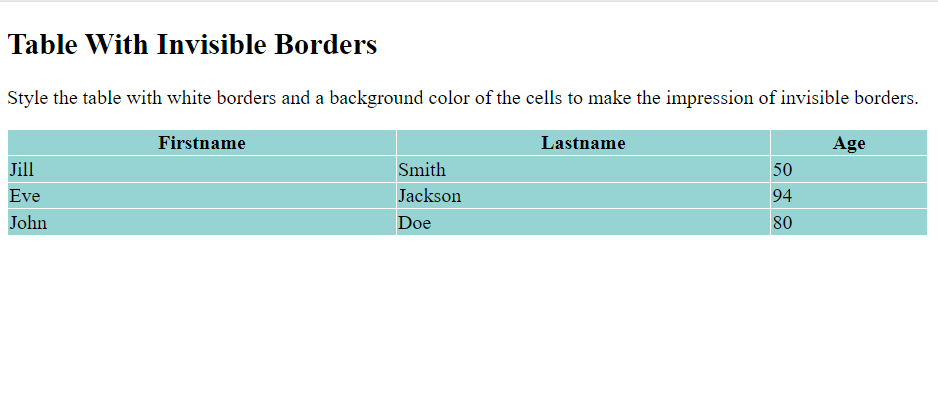 Table With Invisible Borders
Style the table with white borders and a background color of the cells to make the impression of invisible borders.
Firstname Lastname Age
Jill Smith 50
Eve Jackson 94
John Doe 80